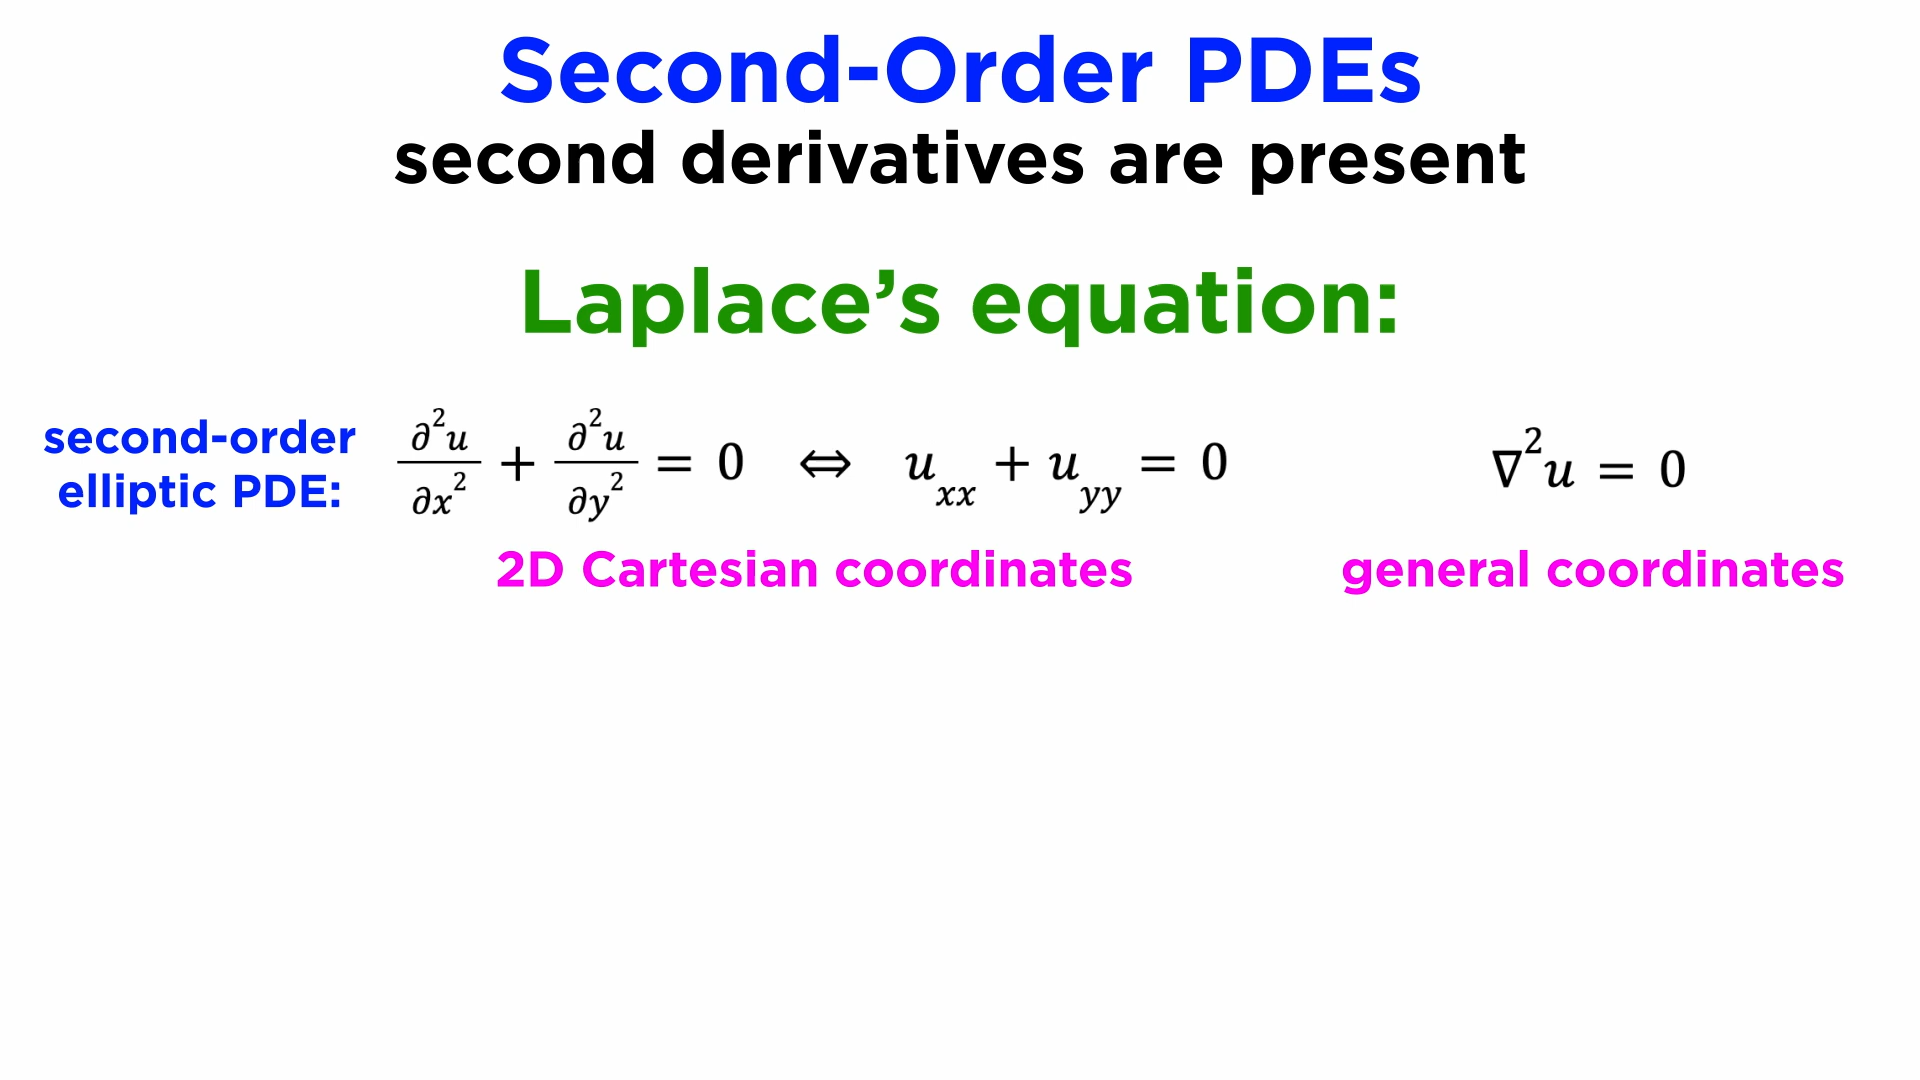 Second-Order PDEs
second derivatives are present
Laplace’s equation:
second-order
elliptic PDE:
∂²u/∂x² + ∂²u/∂y² = 0 ⇔ u_xx + u_yy = 0
∇²u = 0
2D Cartesian coordinates
general coordinates